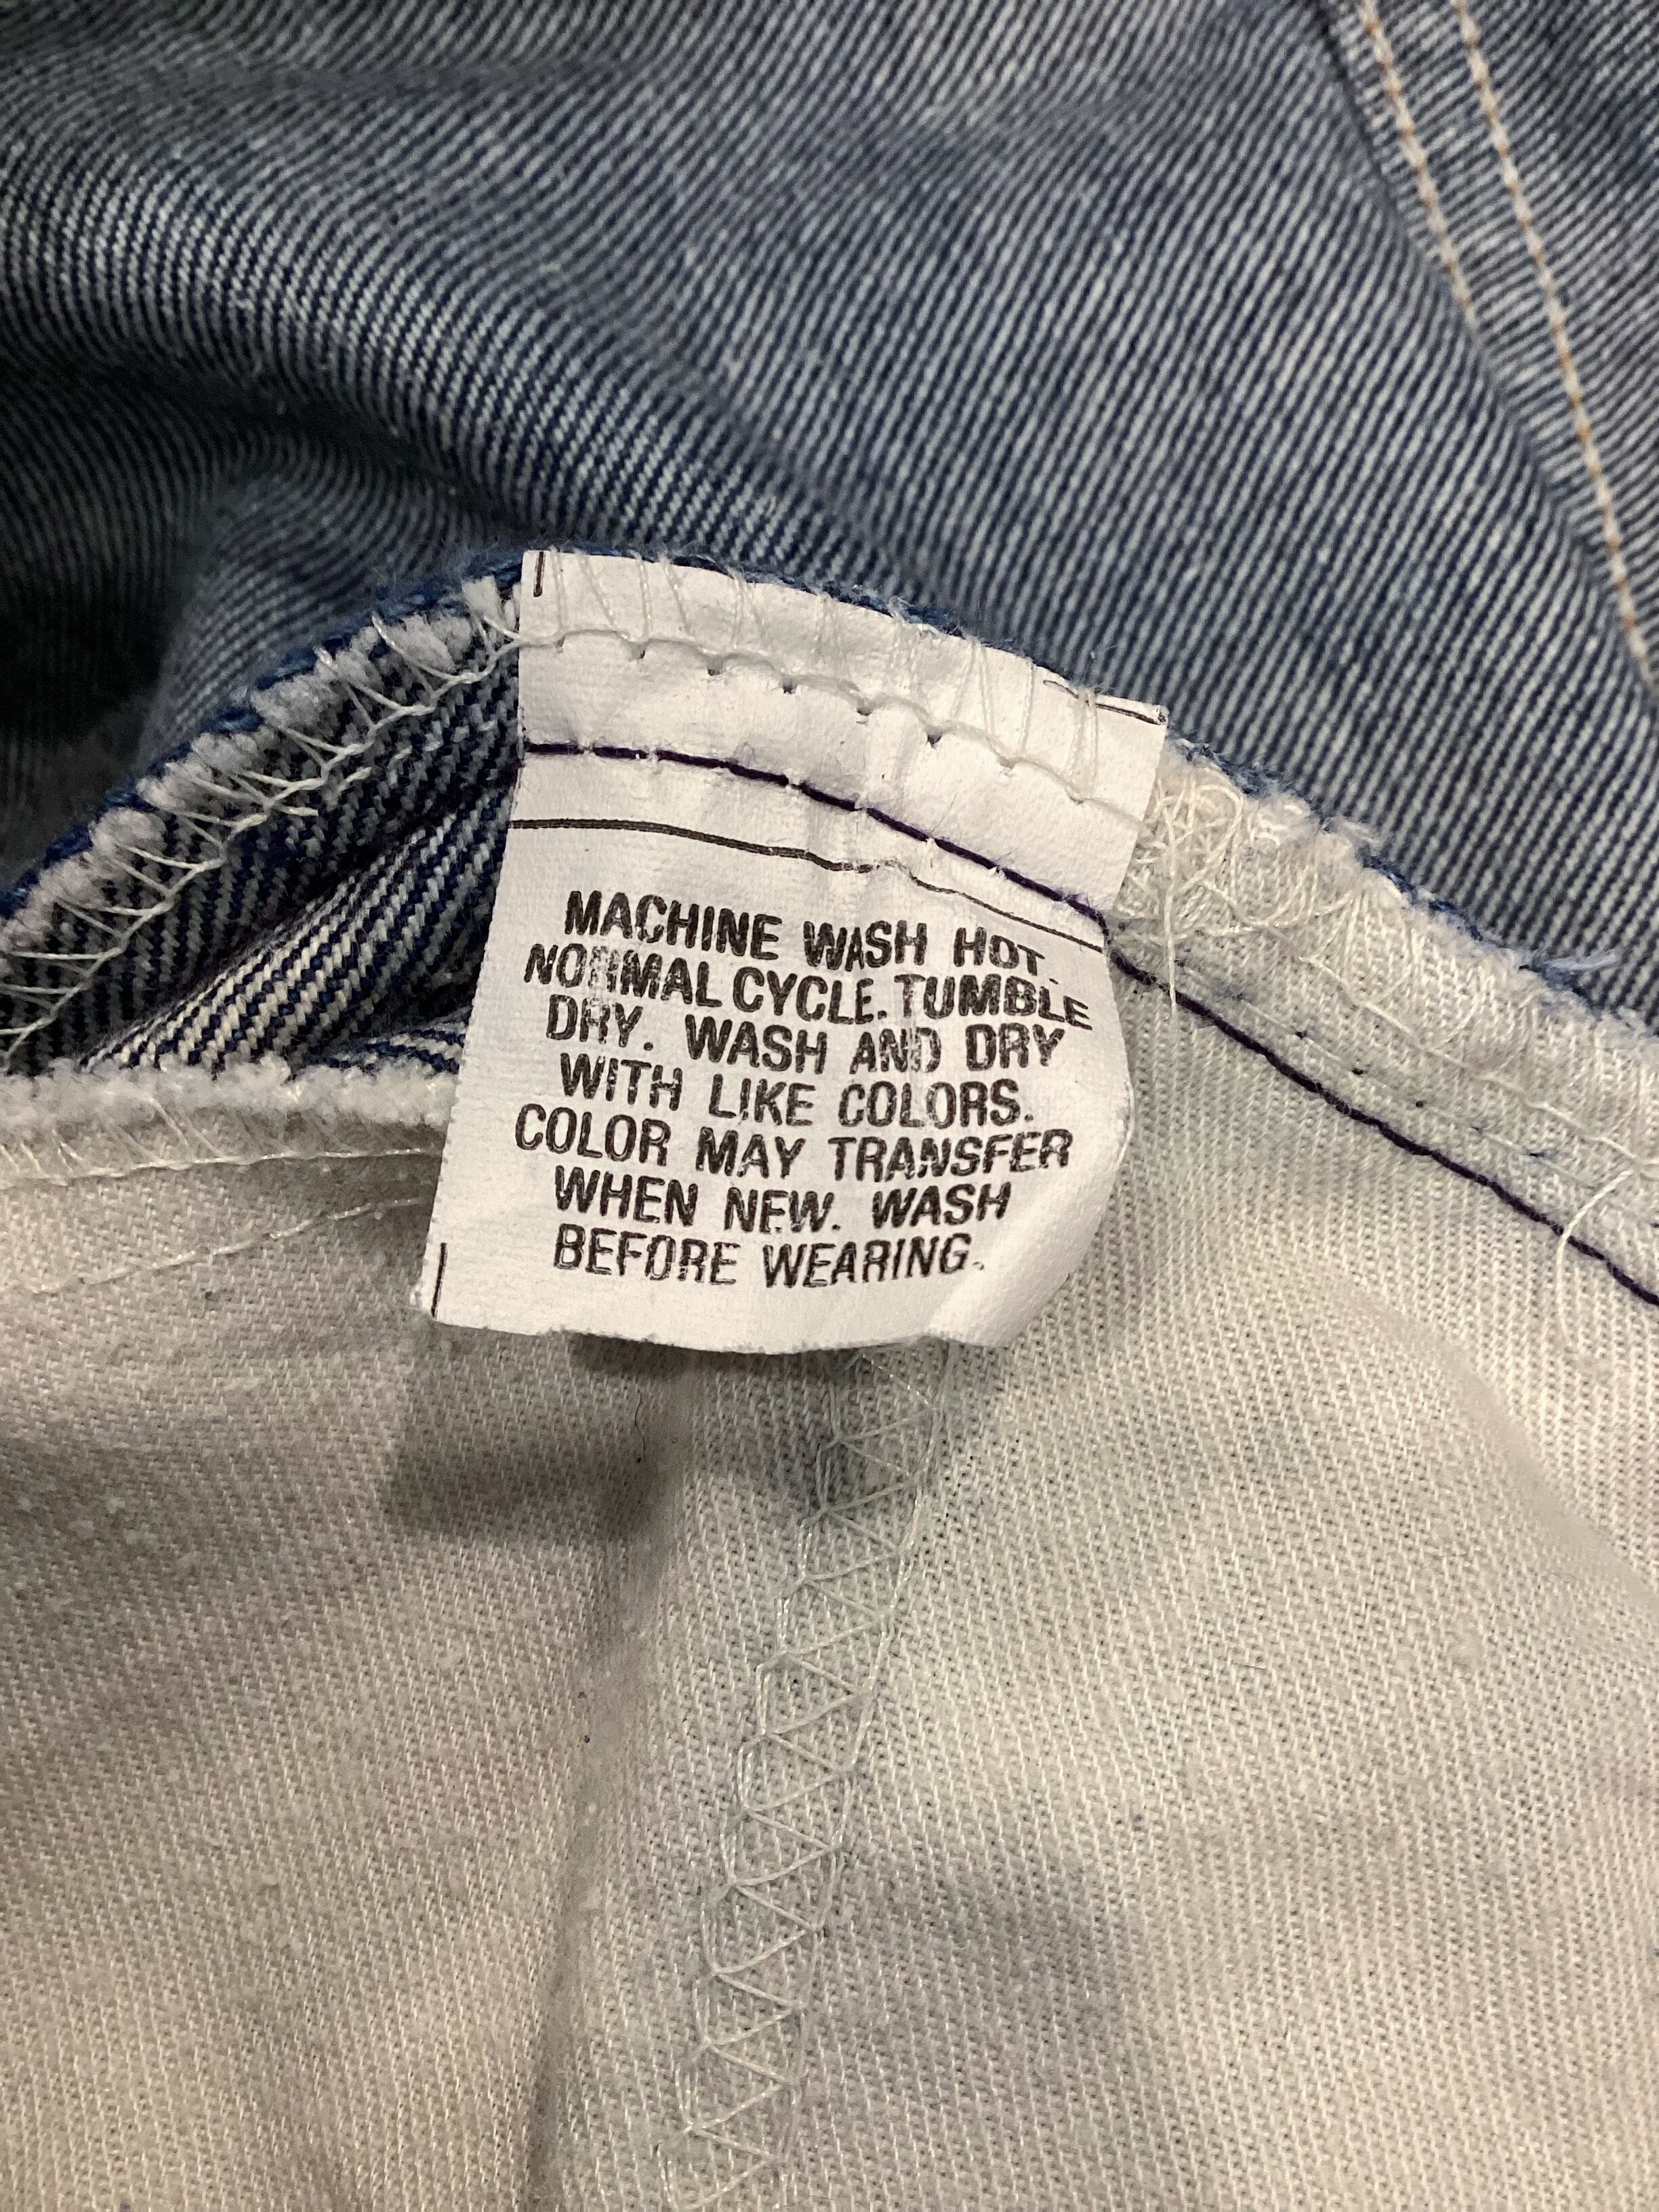 MACHINE WASH HOT.
NORMAL CYCLE. TUMBLE
DRY. WASH AND DRY
WITH LIKE COLORS.
COLOR MAY TRANSFER
WHEN NEW. WASH
BEFORE WEARING.